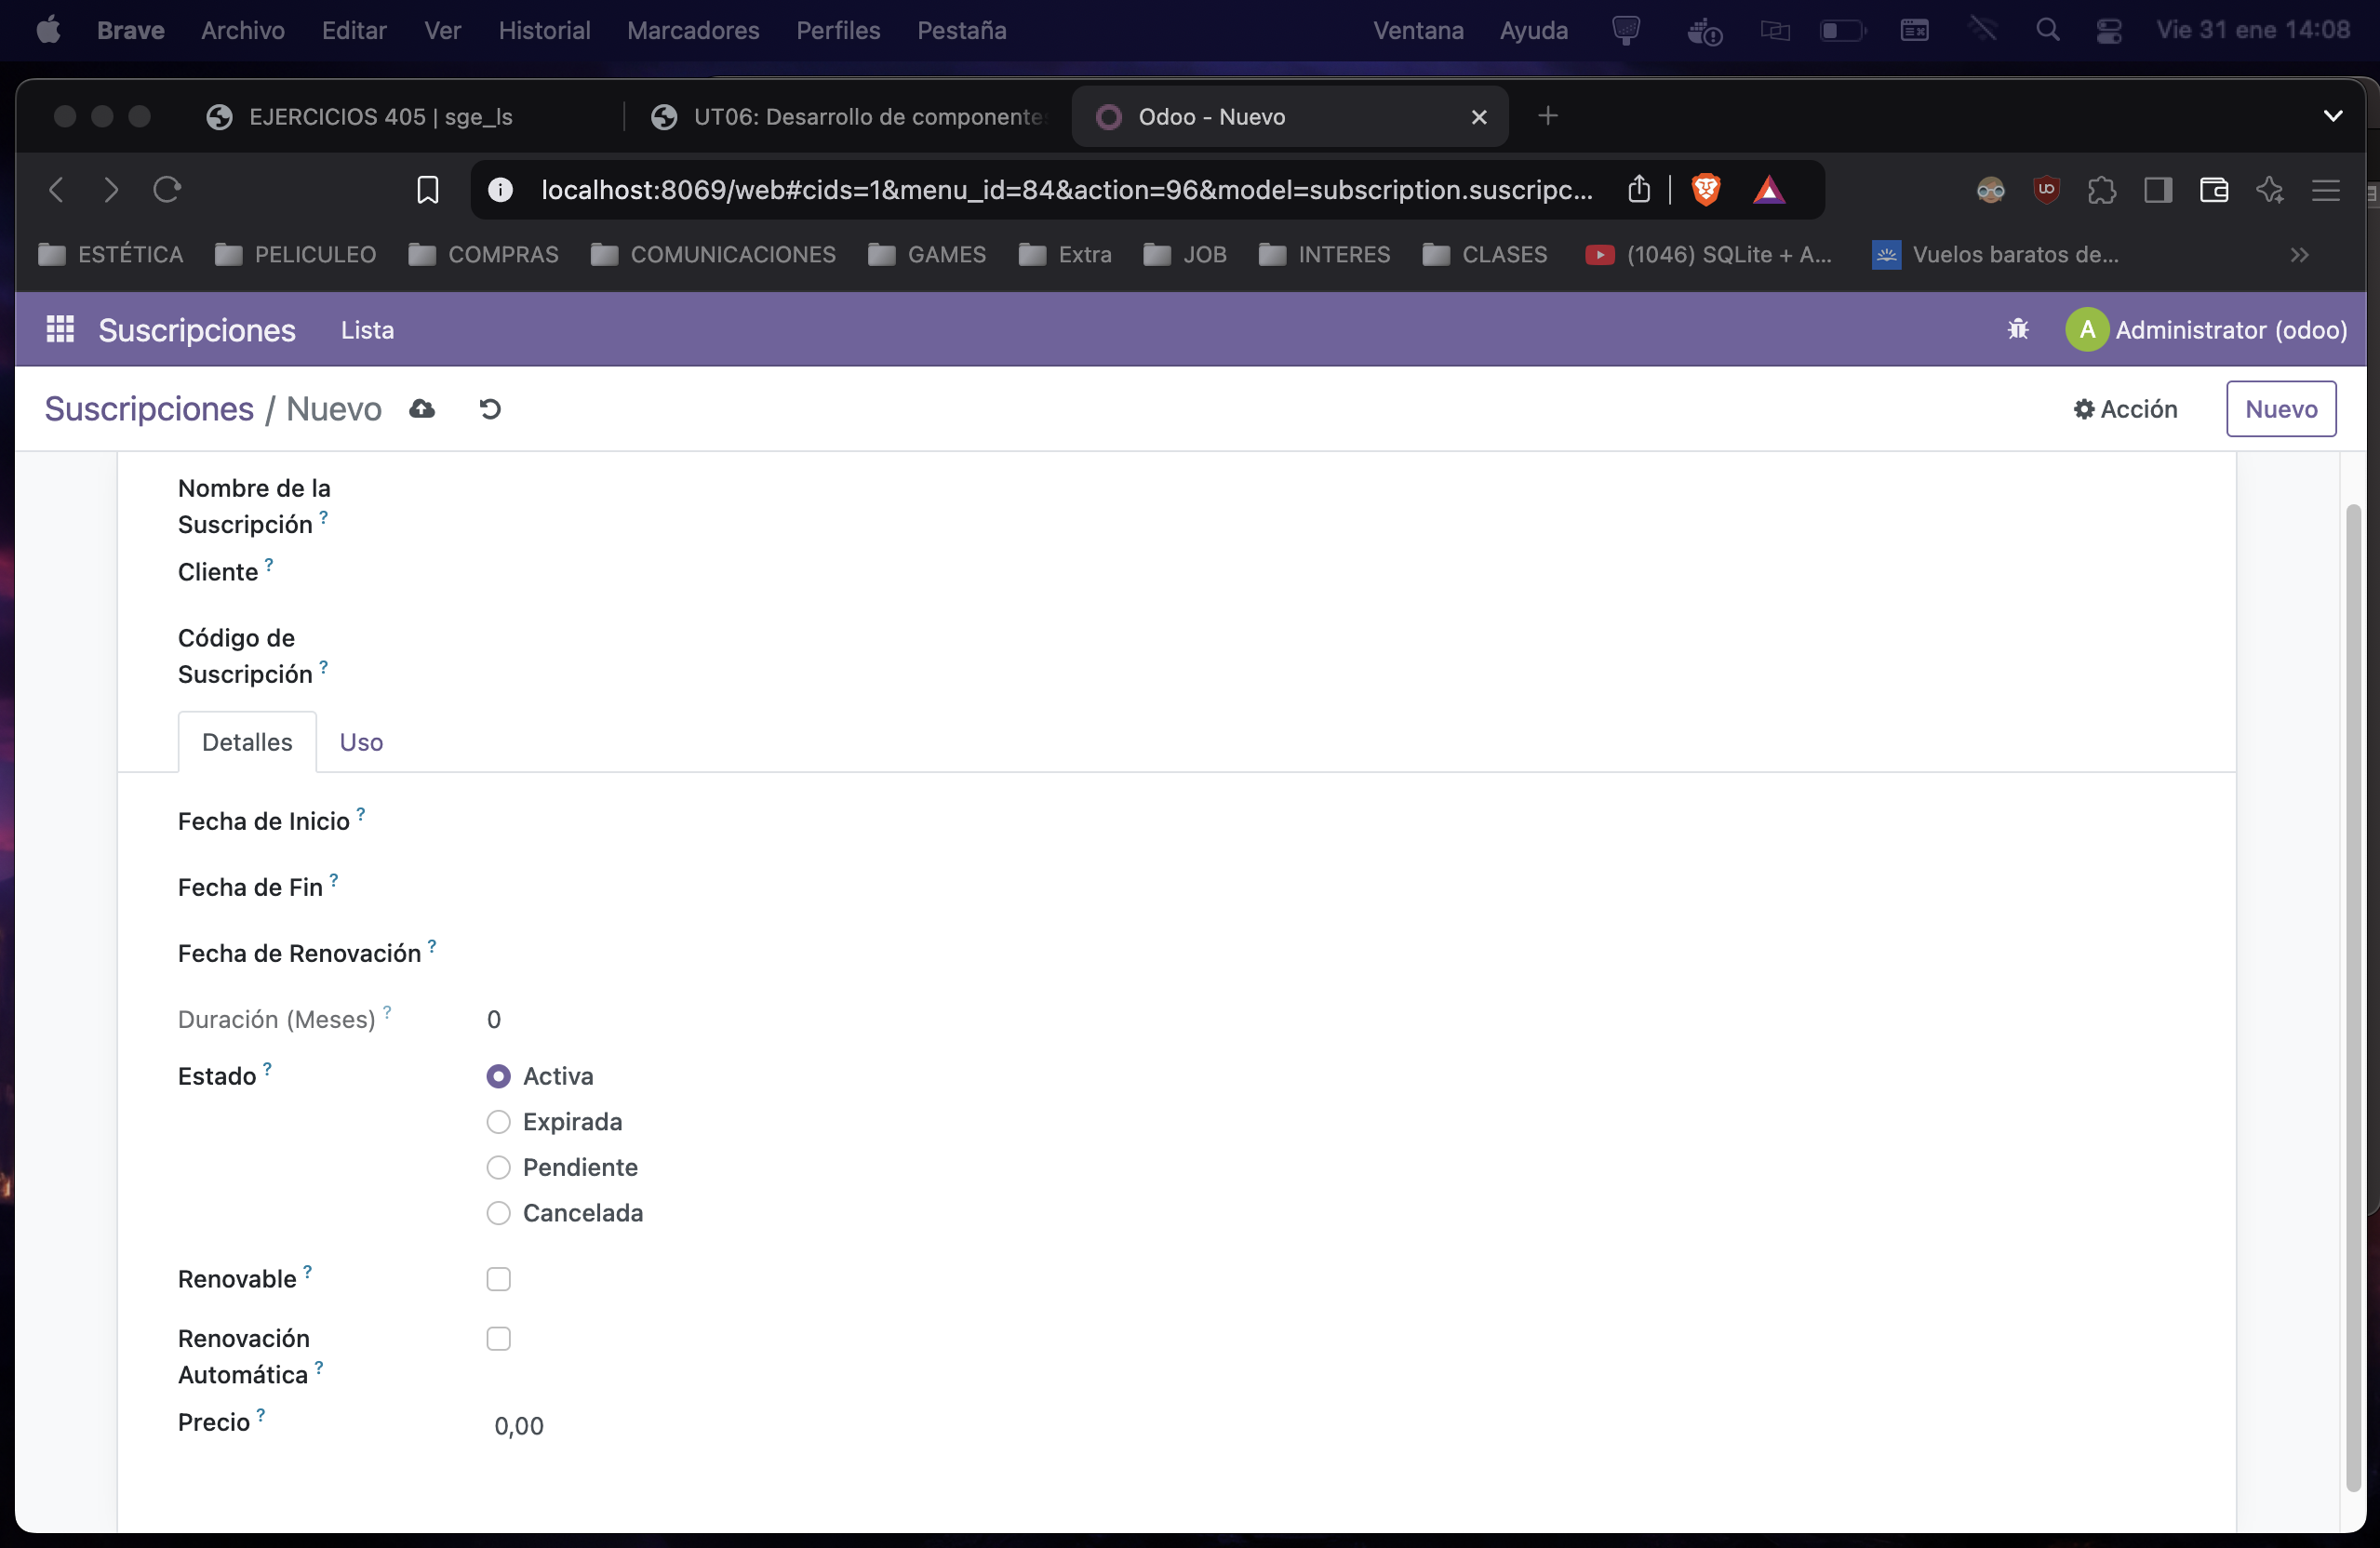 Brave Archivo Editar Ver Historial Marcadores Perfiles Pestaña Ventana Ayuda Vie 31 ene 14:08
EJERCICIOS 405 | sge_ls UT06: Desarrollo de componentes Odoo - Nuevo
localhost:8069/web#cids=1&menu_id=84&action=96&model=subscription.suscripc...
ESTÉTICA PELICULEO COMPRAS COMUNICACIONES GAMES Extra JOB INTERES CLASES (1046) SQLite + A... Vuelos baratos de...
Suscripciones Lista A Administrator (odoo)
Suscripciones / Nuevo Acción Nuevo
Nombre de la
Suscripción ?
Cliente ?
Código de
Suscripción ?
Detalles Uso
Fecha de Inicio ?
Fecha de Fin ?
Fecha de Renovación ?
Duración (Meses) ? 0
Estado ? Activa
Expirada
Pendiente
Cancelada
Renovable ?
Renovación
Automática ?
Precio ? 0,00